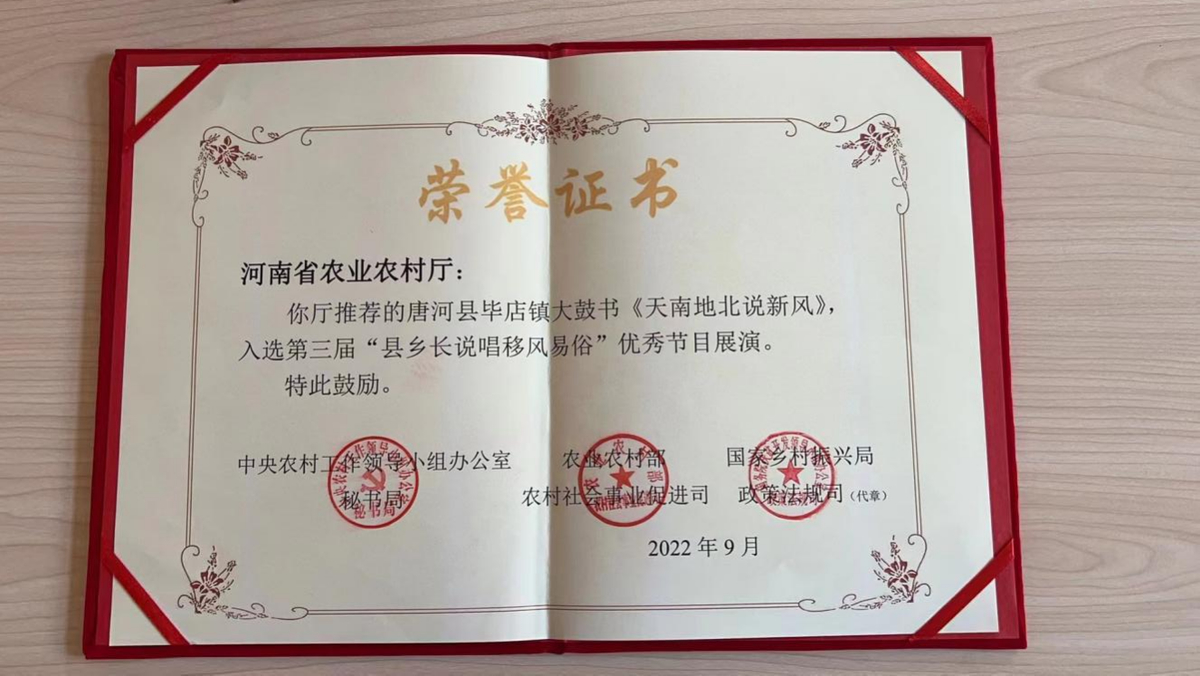 荣誉证书
河南省农业农村厅：
你厅推荐的唐河县毕店镇大鼓书《天南地北说新风》，
入选第三届“县乡长说唱移风易俗”优秀节目展演。
特此鼓励。
中央农村工作领导小组办公室 农业农村部 国家乡村振兴局
秘书局 农村社会事业促进司 政策法规司（代章）
2022年9月